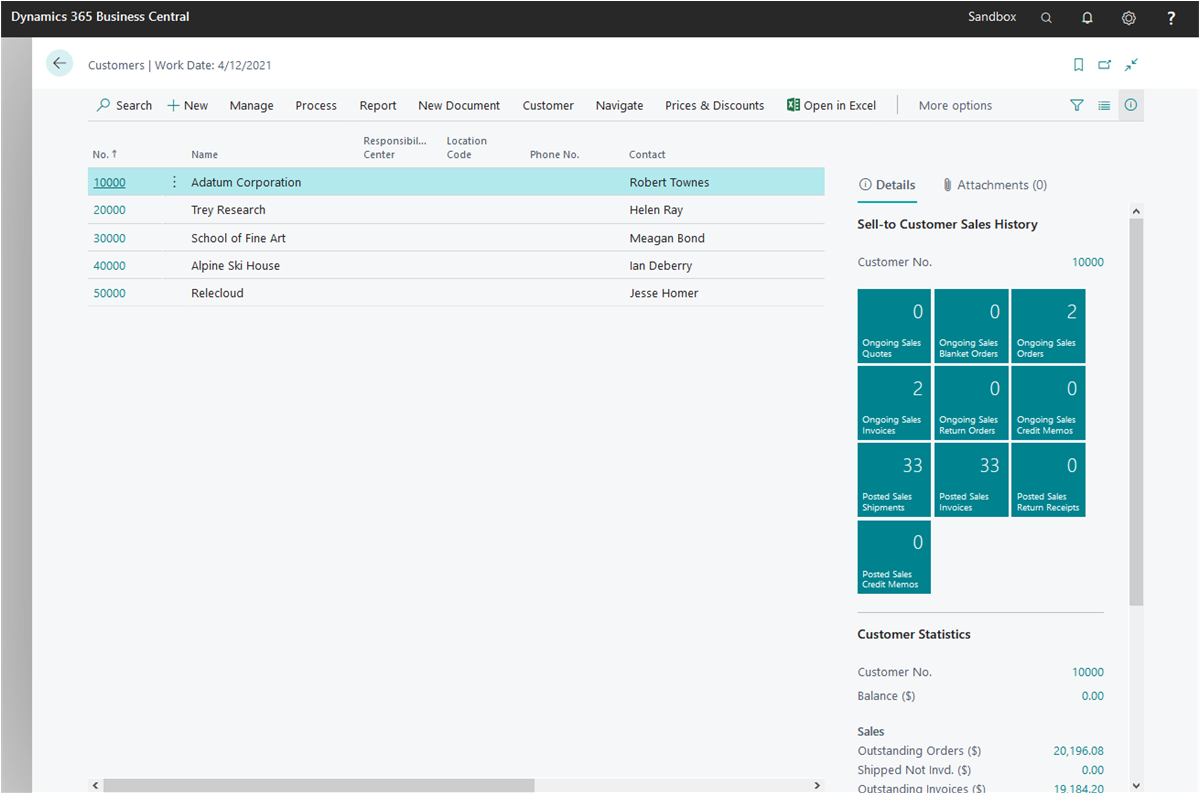 Dynamics 365 Business Central
Sandbox
?
Customers | Work Date: 4/12/2021
Search
New
Manage
Process
Report
New Document
Customer
Navigate
Prices & Discounts
Open in Excel
More options
No. ↑
Name
Responsibil... Center
Location Code
Phone No.
Contact
10000 Adatum Corporation Robert Townes
20000 Trey Research Helen Ray
30000 School of Fine Art Meagan Bond
40000 Alpine Ski House Ian Deberry
50000 Relecloud Jesse Homer
Details
Attachments (0)
Sell-to Customer Sales History
Customer No. 10000
0
Ongoing Sales
Quotes
0
Ongoing Sales
Blanket Orders
2
Ongoing Sales
Orders
2
Ongoing Sales
Invoices
0
Ongoing Sales
Return Orders
0
Ongoing Sales
Credit Memos
33
Posted Sales
Shipments
33
Posted Sales
Invoices
0
Posted Sales
Return Receipts
0
Posted Sales
Credit Memos
Customer Statistics
Customer No. 10000
Balance ($) 0.00
Sales
Outstanding Orders ($) 20,196.08
Shipped Not Invd. ($) 0.00
Outstanding Invoices ($) 19,184.20